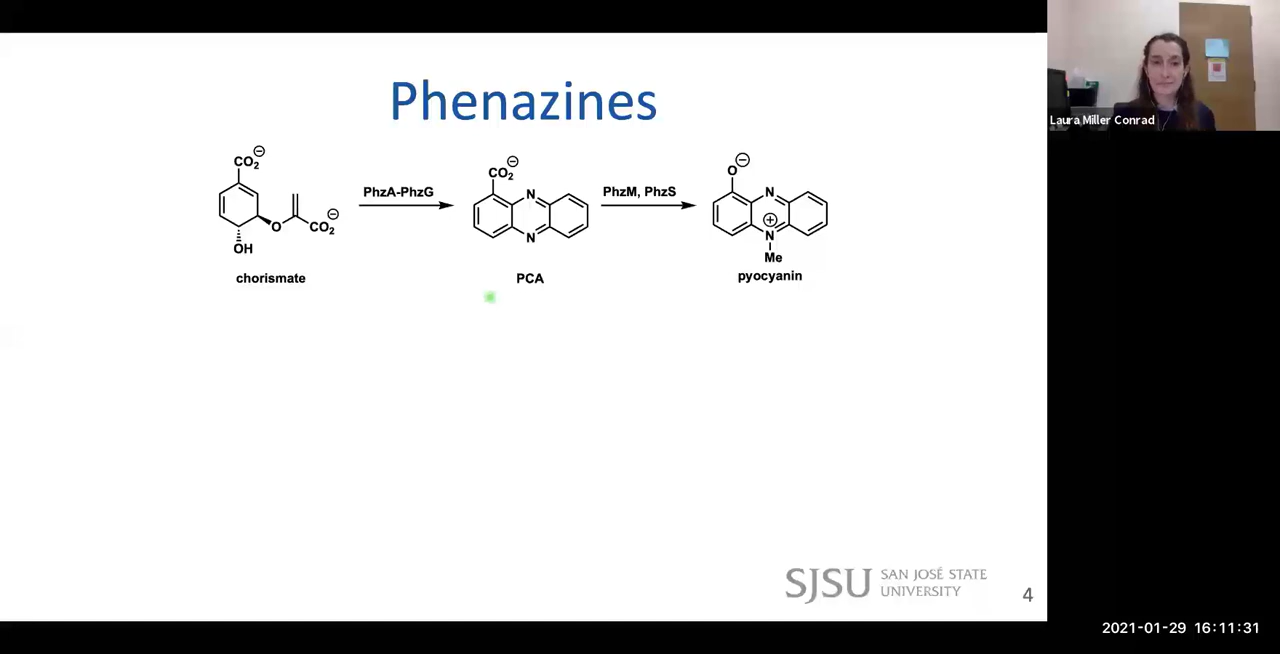 Phenazines
CO2⊖
O
CO2⊖
OH
chorismate
PhzA-PhzG
CO2⊖
N
N
PCA
PhzM, PhzS
O⊖
N
⊕
N
Me
pyocyanin
SJSU SAN JOSÉ STATE
UNIVERSITY
4
Laura Miller Conrad
2021-01-29 16:11:31